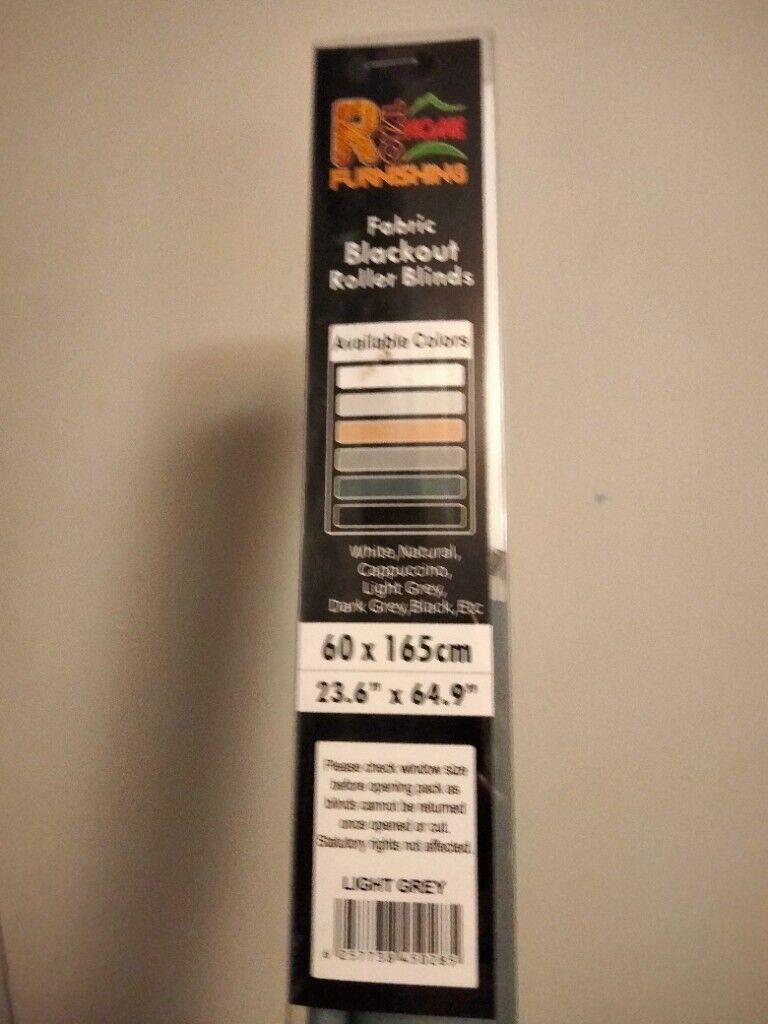 HOME
FURNISHING
Fabric
Blackout
Roller Blinds
Available Colors
White,Natural,
Cappuccino,
Light Grey,
Dark Grey,Black,Etc
60 x 165cm
23.6" x 64.9"
Please check window size
before opening pack as
blinds cannot be returned
once opened or cut.
Statutory rights not affected.
LIGHT GREY